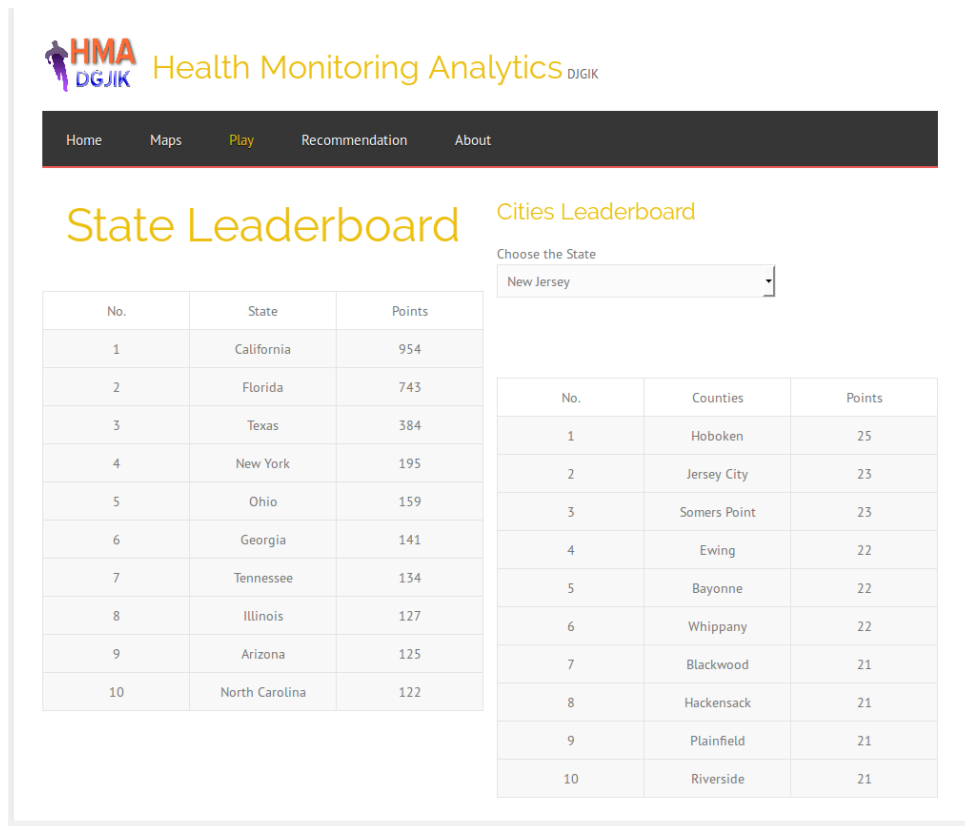 HMA
DGJIK
Health Monitoring Analytics DJGIK
Home Maps Play Recommendation About
State Leaderboard
No. State Points
1 California 954
2 Florida 743
3 Texas 384
4 New York 195
5 Ohio 159
6 Georgia 141
7 Tennessee 134
8 Illinois 127
9 Arizona 125
10 North Carolina 122
Cities Leaderboard
Choose the State
New Jersey
No. Counties Points
1 Hoboken 25
2 Jersey City 23
3 Somers Point 23
4 Ewing 22
5 Bayonne 22
6 Whippany 22
7 Blackwood 21
8 Hackensack 21
9 Plainfield 21
10 Riverside 21